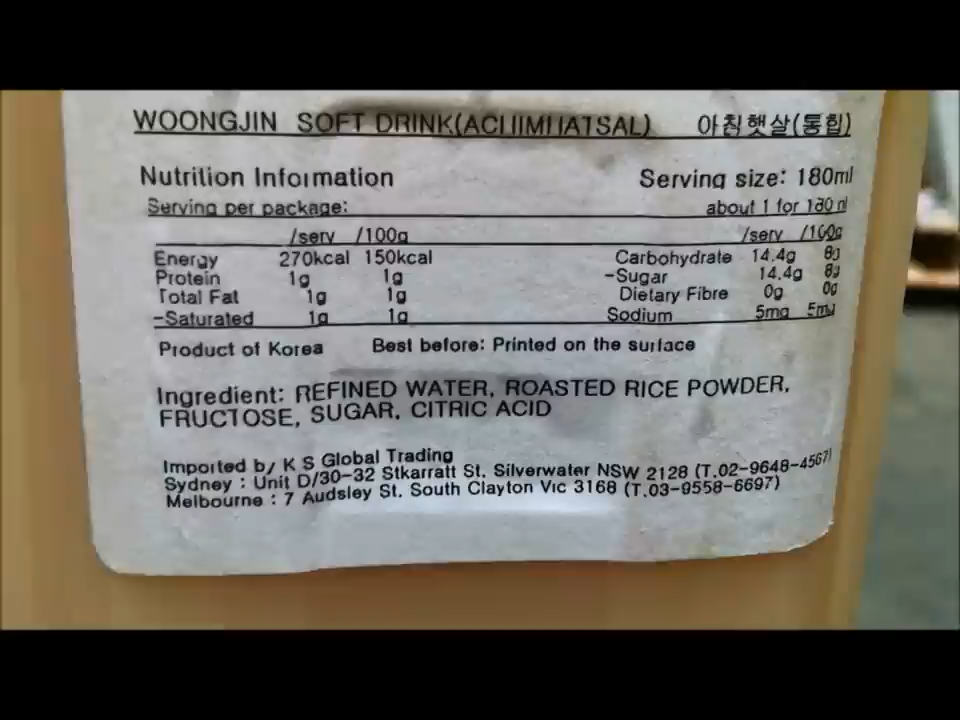 WOONGJIN SOFT DRINK(ACHIMHATSAL) 아침햇살(통합)
Nutrition Information Serving size: 180ml
Serving per package: about 1 for 180 ml
/serv /100g /serv /100g
Energy 270kcal 150kcal Carbohydrate 14.4g 8g
Protein 1g 1g -Sugar 14.4g 8g
Total Fat 1g 1g Dietary Fibre 0g 0g
-Saturated 1g 1g Sodium 5mg 5mg
Product of Korea Best before: Printed on the surface
Ingredient: REFINED WATER, ROASTED RICE POWDER,
FRUCTOSE, SUGAR, CITRIC ACID
Imported by K S Global Trading
Sydney : Unit D/30-32 Stkarratt St. Silverwater NSW 2128 (T.02-9648-4567)
Melbourne : 7 Audsley St. South Clayton Vic 3168 (T.03-9558-6697)